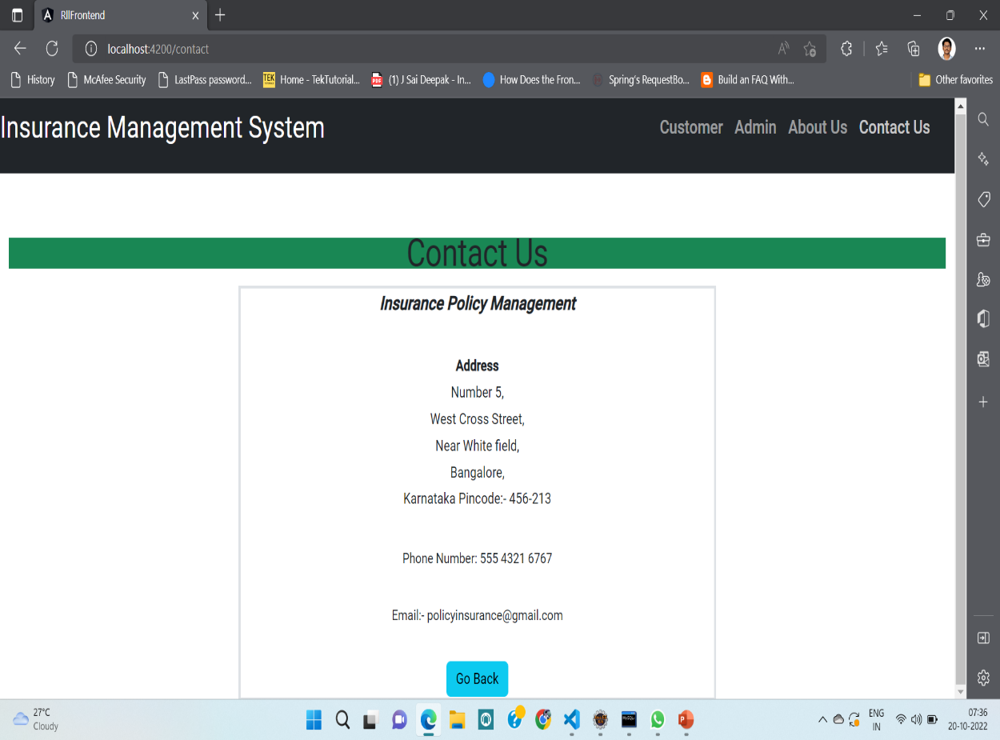 RllFrontend
localhost:4200/contact
History
McAfee Security
LastPass password...
TEK
Home - TekTutorial...
PDF
(1) J Sai Deepak - In...
How Does the Fron...
Spring's RequestBo...
Build an FAQ With...
Other favorites
Insurance Management System
Customer Admin About Us Contact Us
Contact Us
Insurance Policy Management
Address
Number 5,
West Cross Street,
Near White field,
Bangalore,
Karnataka Pincode:- 456-213
Phone Number: 555 4321 6767
Email:- policyinsurance@gmail.com
Go Back
27°C
Cloudy
ENG
IN
07:36
20-10-2022